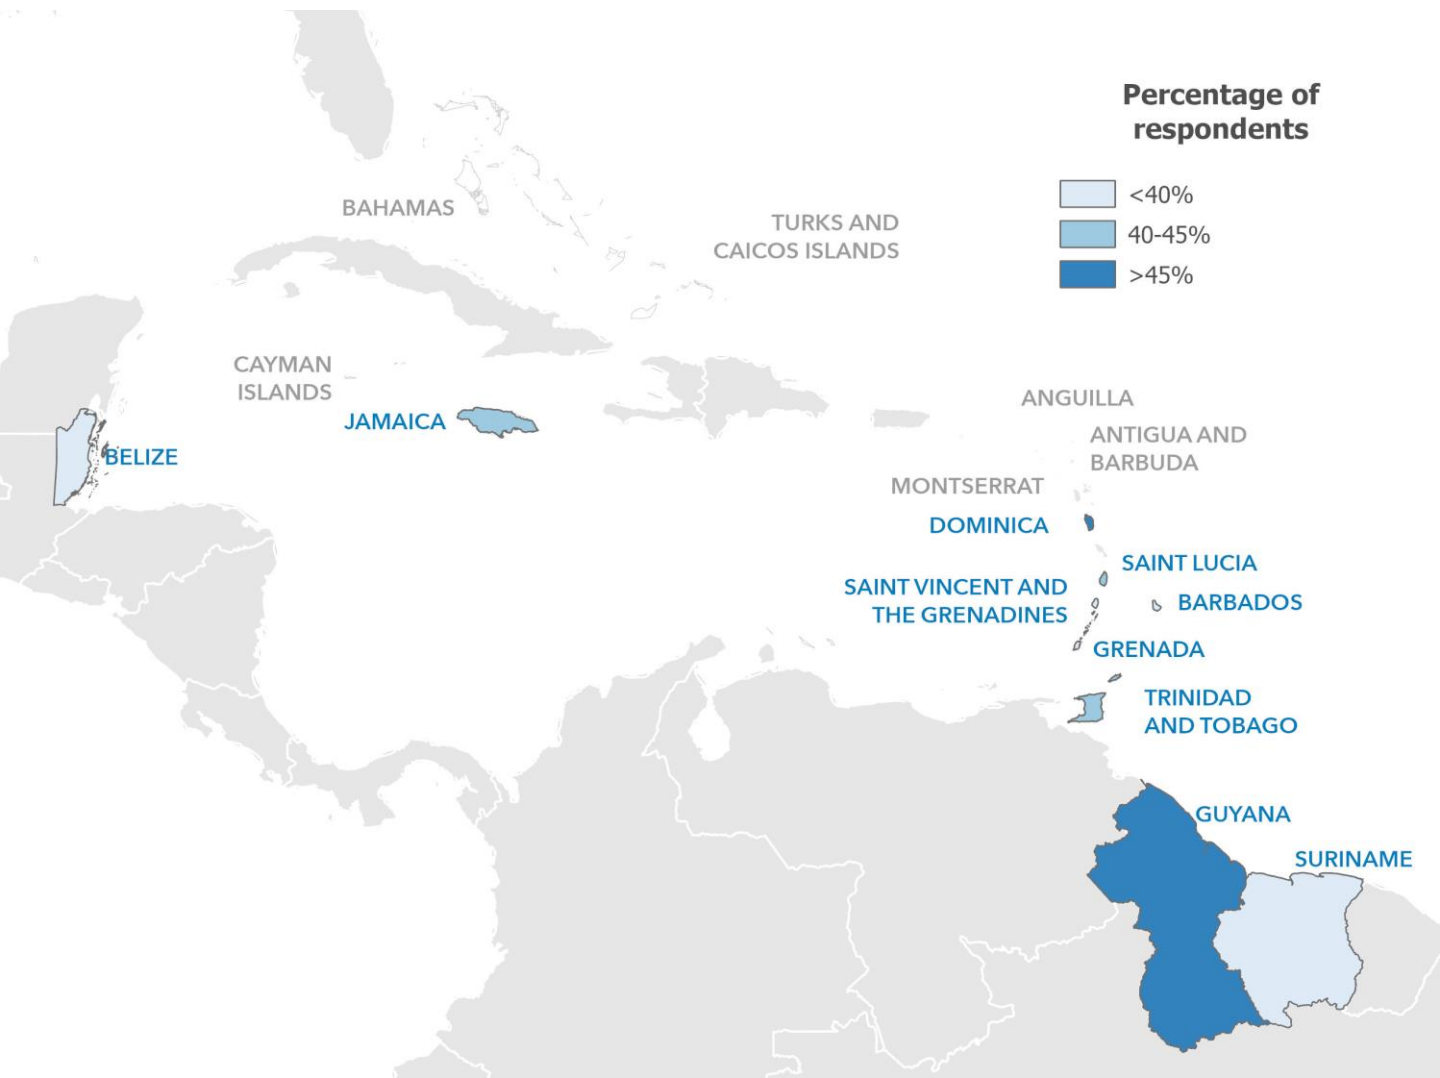 Percentage of
respondents
<40%
40-45%
>45%
BAHAMAS
TURKS AND
CAICOS ISLANDS
CAYMAN
ISLANDS
JAMAICA
BELIZE
ANGUILLA
ANTIGUA AND
BARBUDA
MONTSERRAT
DOMINICA
SAINT LUCIA
SAINT VINCENT AND
THE GRENADINES
BARBADOS
GRENADA
TRINIDAD
AND TOBAGO
GUYANA
SURINAME